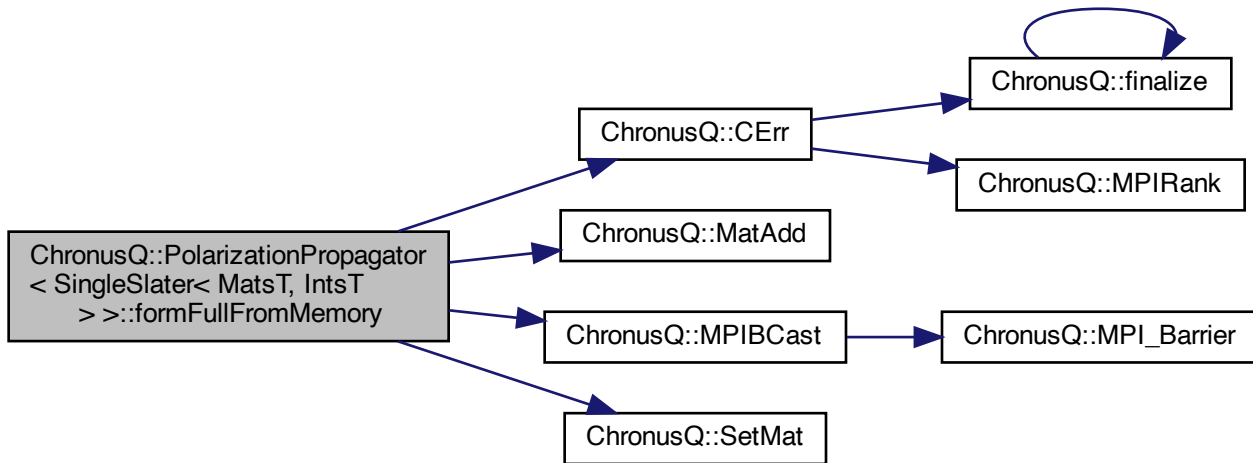 ChronusQ::PolarizationPropagator
< SingleSlater< MatsT, IntsT
> >::formFullFromMemory
ChronusQ::CErr
ChronusQ::finalize
ChronusQ::MPIRank
ChronusQ::MatAdd
ChronusQ::MPIBCast
ChronusQ::MPI_Barrier
ChronusQ::SetMat